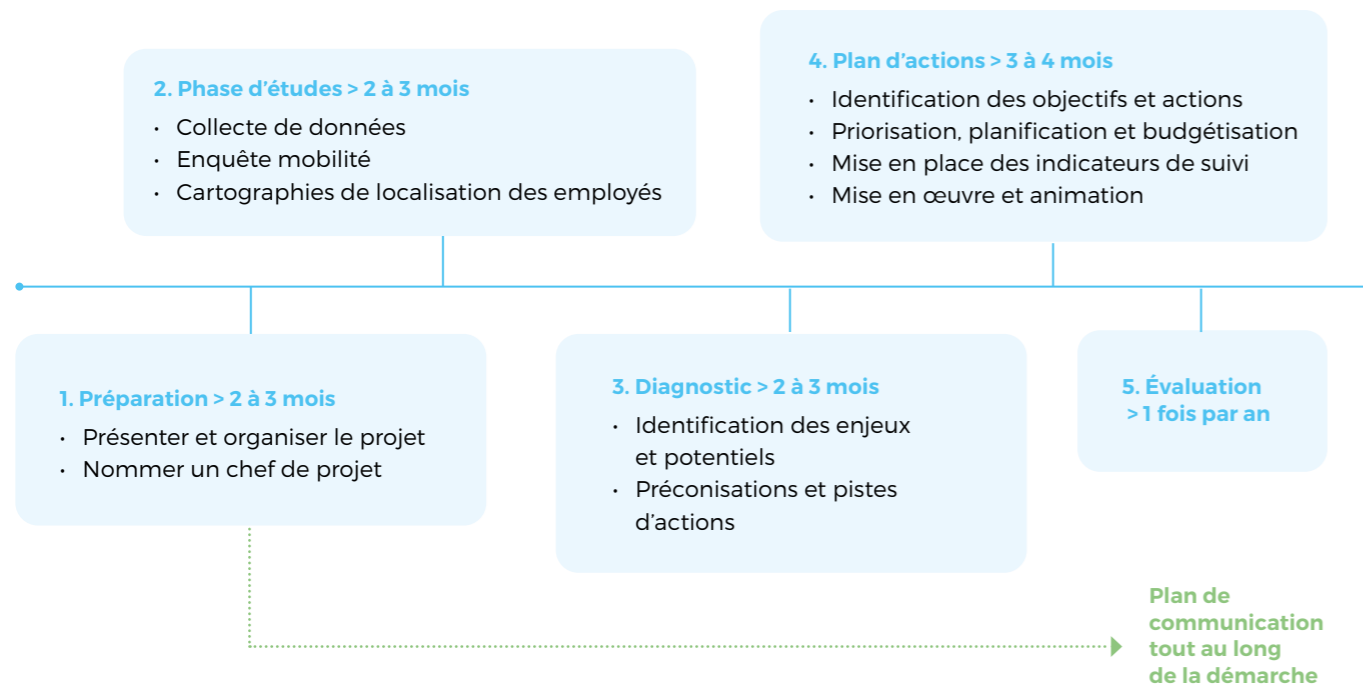 1. Préparation > 2 à 3 mois
• Présenter et organiser le projet
• Nommer un chef de projet
2. Phase d'études > 2 à 3 mois
• Collecte de données
• Enquête mobilité
• Cartographies de localisation des employés
3. Diagnostic > 2 à 3 mois
• Identification des enjeux
et potentiels
• Préconisations et pistes
d'actions
4. Plan d'actions > 3 à 4 mois
• Identification des objectifs et actions
• Priorisation, planification et budgétisation
• Mise en place des indicateurs de suivi
• Mise en œuvre et animation
5. Évaluation
> 1 fois par an
Plan de
communication
tout au long
de la démarche